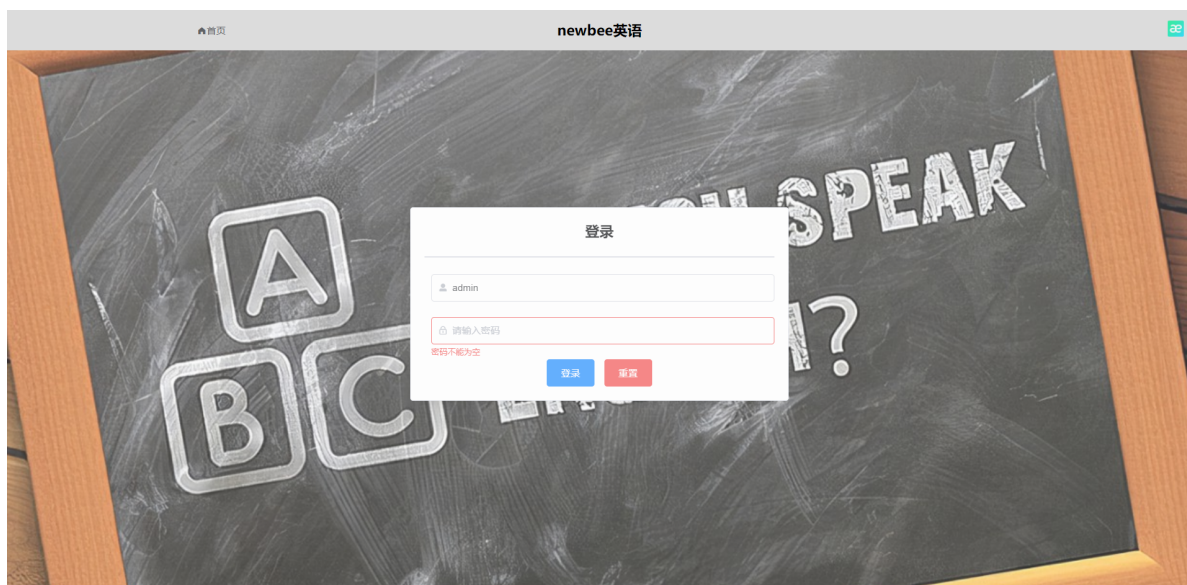 首页
newbee英语
æ
SPEAK
登录
A
admin
请输入密码
?
密码不能为空
登录 重置
B C